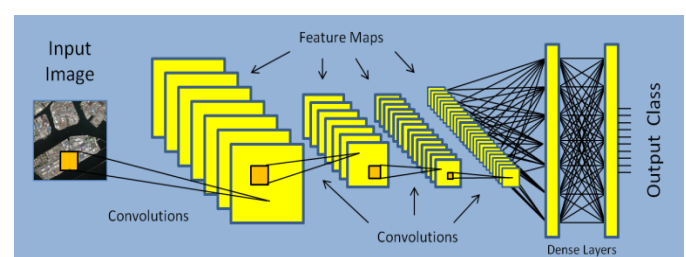 Feature Maps
Input
Image
Convolutions
Convolutions
Dense Layers
Output Class